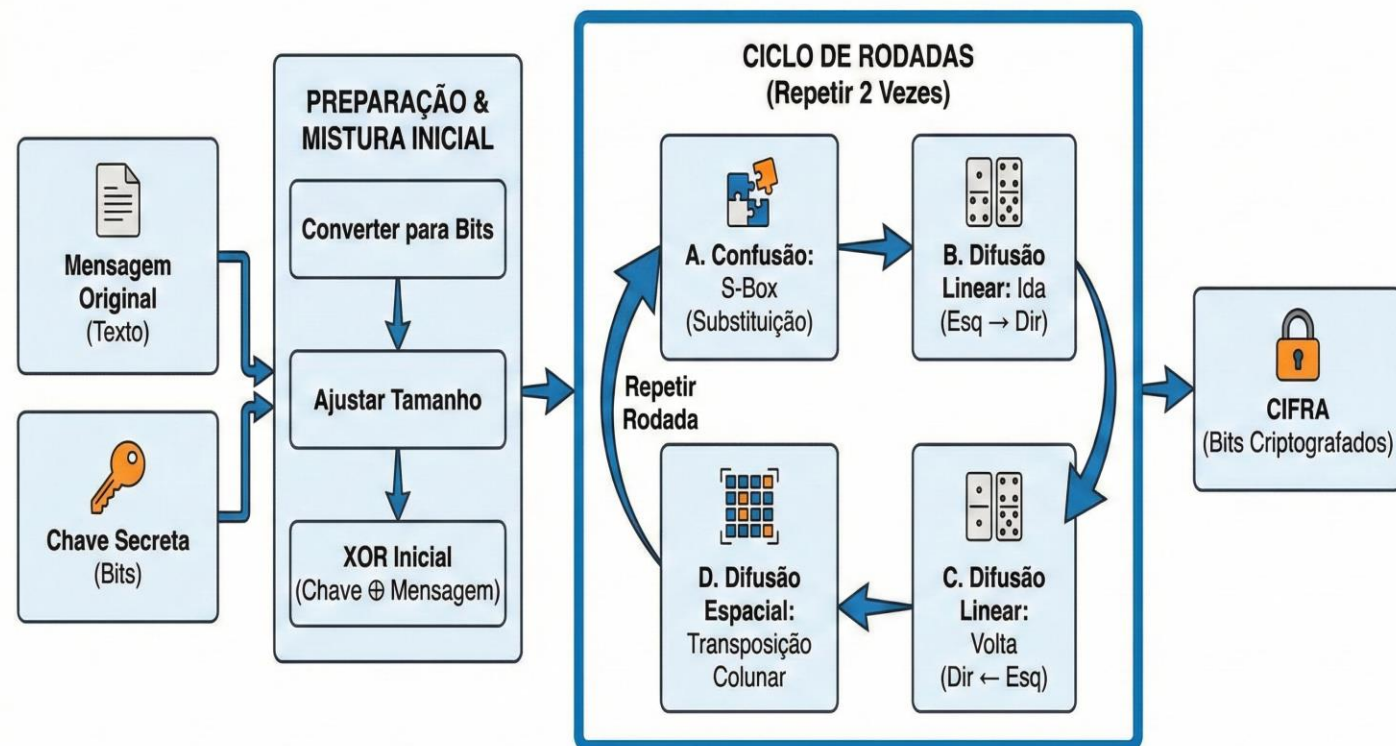 Mensagem
Original
(Texto)
Chave Secreta
(Bits)
PREPARAÇÃO &
MISTURA INICIAL
Converter para Bits
Ajustar Tamanho
XOR Inicial
(Chave ⊕ Mensagem)
CICLO DE RODADAS
(Repetir 2 Vezes)
A. Confusão:
S-Box
(Substituição)
B. Difusão
Linear: Ida
(Esq → Dir)
Repetir
Rodada
D. Difusão
Espacial:
Transposição
Colunar
C. Difusão
Linear:
Volta
(Dir ← Esq)
CIFRA
(Bits Criptografados)